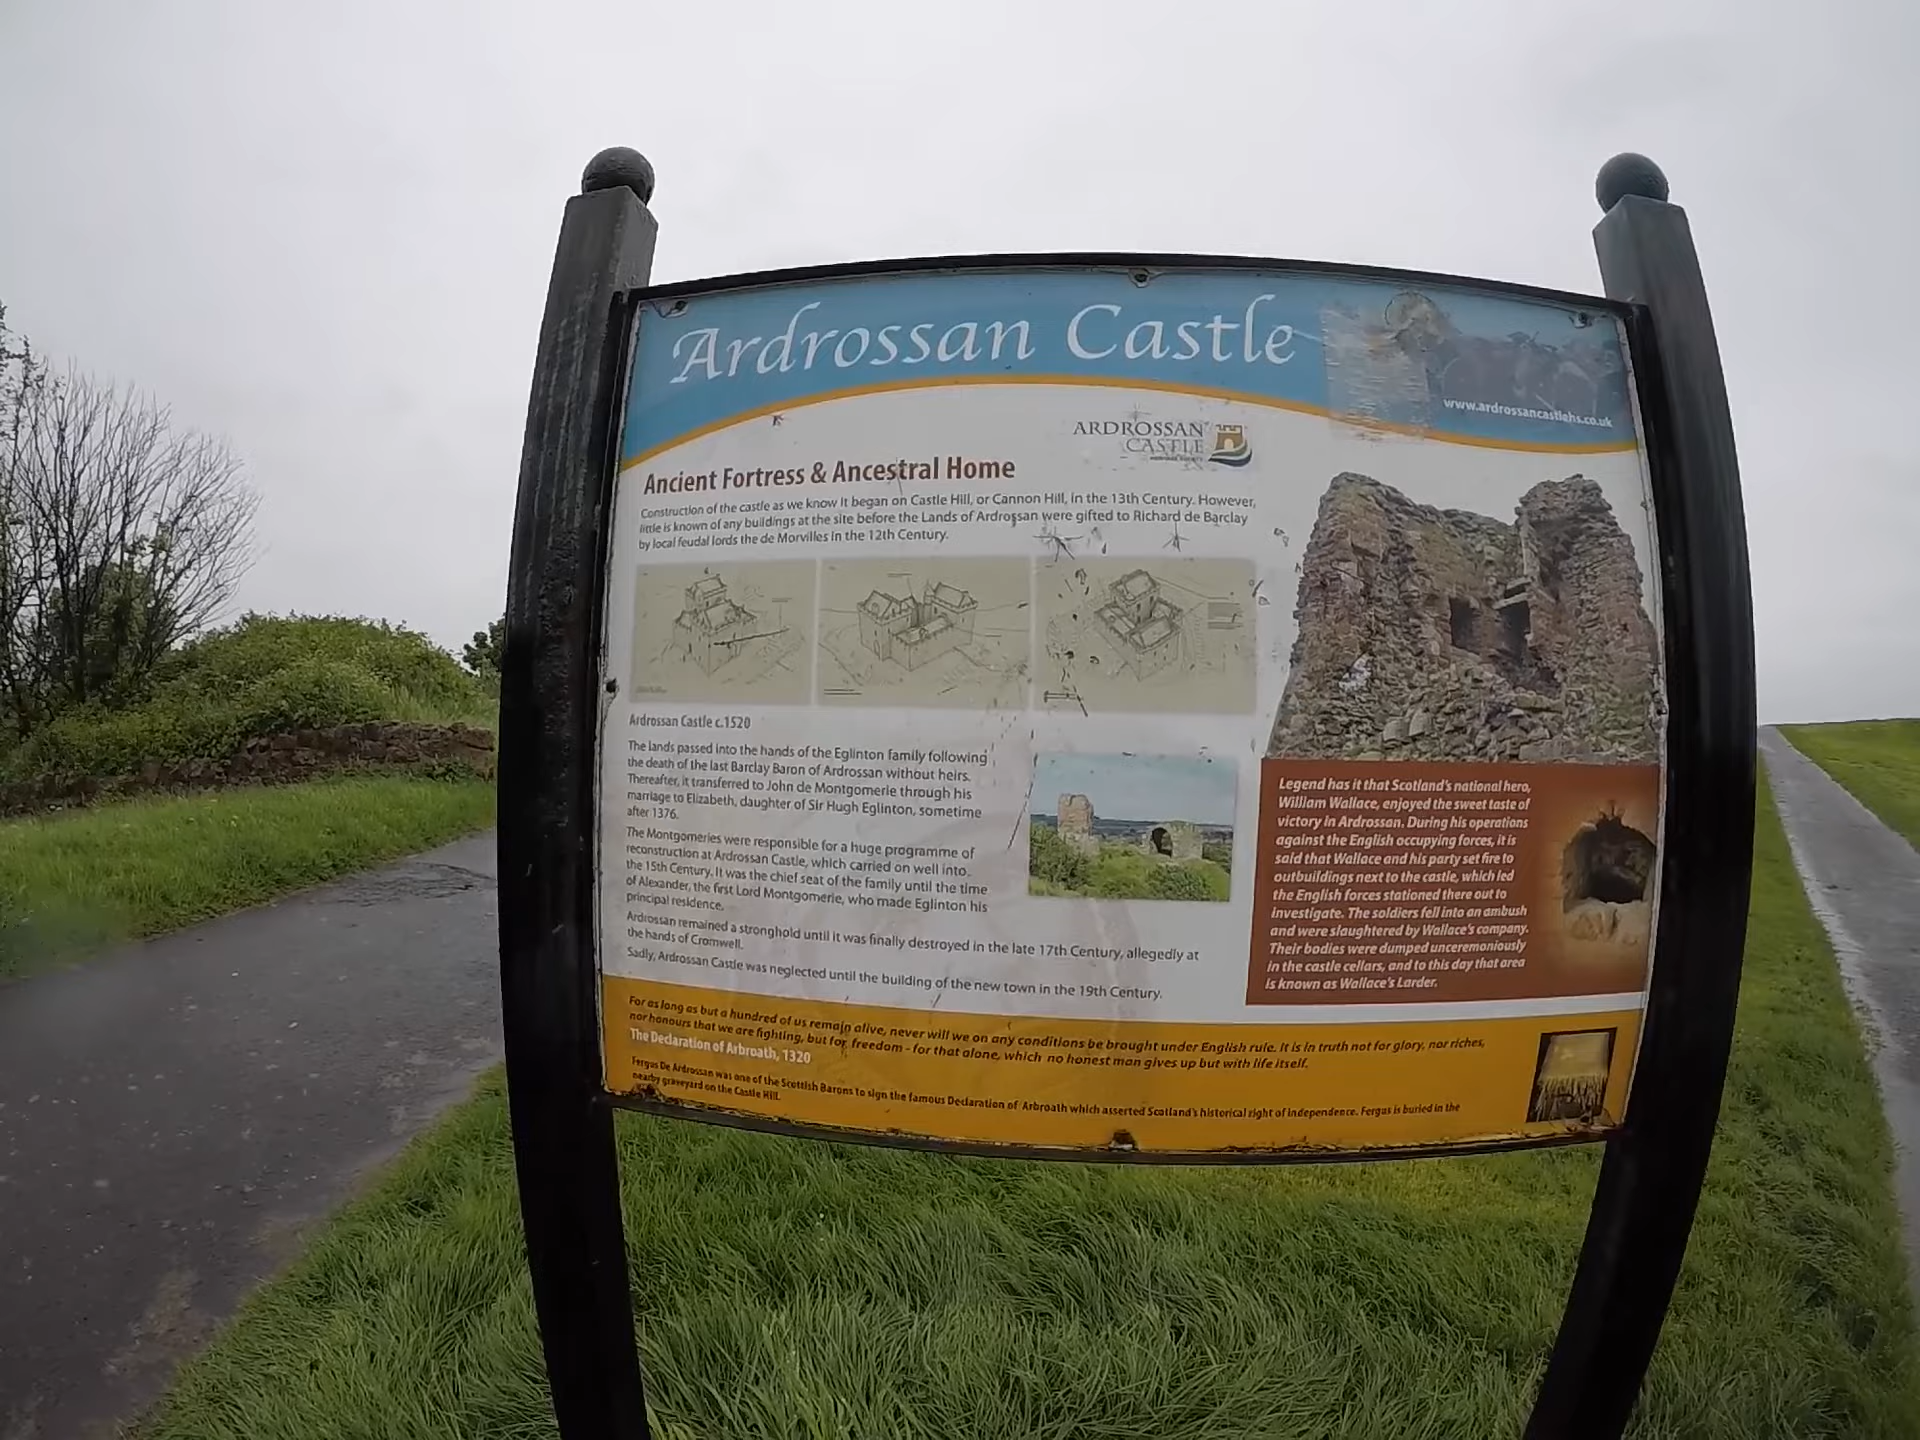 Ardrossan Castle
www.ardrossancastlehs.co.uk
ARDROSSAN
CASTLE
Ancient Fortress & Ancestral Home
Construction of the castle as we know it began on Castle Hill, or Cannon Hill, in the 13th Century. However,
little is known of any buildings at the site before the Lands of Ardrossan were gifted to Richard de Barclay
by local feudal lords the de Morvilles in the 12th Century.
Ardrossan Castle c.1520
The lands passed into the hands of the Eglinton family following
the death of the last Barclay Baron of Ardrossan without heirs.
Thereafter, it transferred to John de Montgomerie through his
marriage to Elizabeth, daughter of Sir Hugh Eglinton, sometime
after 1376.
The Montgomeries were responsible for a huge programme of
reconstruction at Ardrossan Castle, which carried on well into
the 15th Century. It was the chief seat of the family until the time
of Alexander, the first Lord Montgomerie, who made Eglinton his
principal residence.
Ardrossan remained a stronghold until it was finally destroyed in the late 17th Century, allegedly at
the hands of Cromwell.
Sadly, Ardrossan Castle was neglected until the building of the new town in the 19th Century.
Legend has it that Scotland's national hero,
William Wallace, enjoyed the sweet taste of
victory in Ardrossan. During his operations
against the English occupying forces, it is
said that Wallace and his party set fire to
outbuildings next to the castle, which led
the English forces stationed there out to
investigate. The soldiers fell into an ambush
and were slaughtered by Wallace's company.
Their bodies were dumped unceremoniously
in the castle cellars, and to this day that area
is known as Wallace's Larder.
For as long as but a hundred of us remain alive, never will we on any conditions be brought under English rule. It is in truth not for glory, nor riches,
nor honours that we are fighting, but for freedom - for that alone, which no honest man gives up but with life itself.
The Declaration of Arbroath, 1320
Fergus De Ardrossan was one of the Scottish Barons to sign the famous Declaration of Arbroath which asserted Scotland's historical right of independence. Fergus is buried in the
nearby graveyard on the Castle Hill.